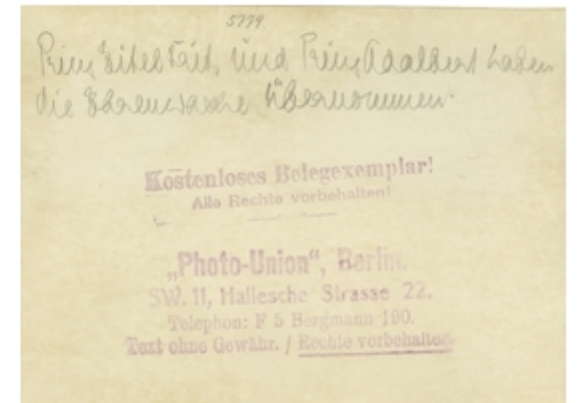 5779
Prinz Eitel Fritz und Prinz Adalbert haben
die Ehrenwache übernommen.
Kostenloses Belegexemplar!
Alle Rechte vorbehalten!
„Photo-Union“, Berlin.
SW. 11, Hallesche Strasse 22.
Telephon: F 5 Bergmann 190.
Text ohne Gewähr. / Rechte vorbehalten.